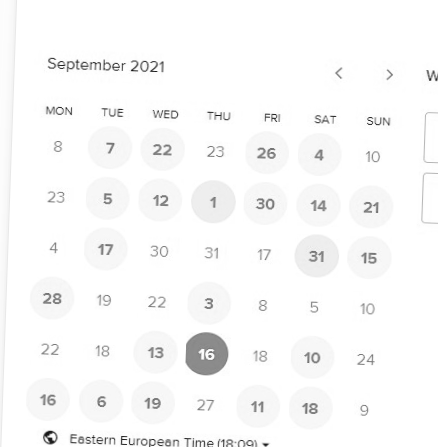 September 2021
W
MON TUE WED THU FRI SAT SUN
8 7 22 23 26 4 10
23 5 12 1 30 14 21
4 17 30 31 17 31 15
28 19 22 3 8 5 10
22 18 13 16 18 10 24
16 6 19 27 11 18 9
Eastern European Time (18:09)